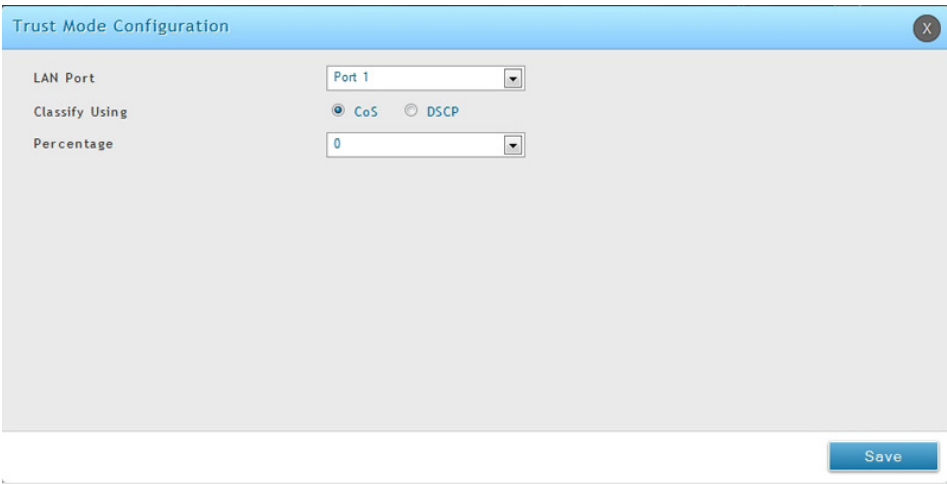 Trust Mode Configuration X
LAN Port Port 1
Classify Using CoS DSCP
Percentage 0
Save